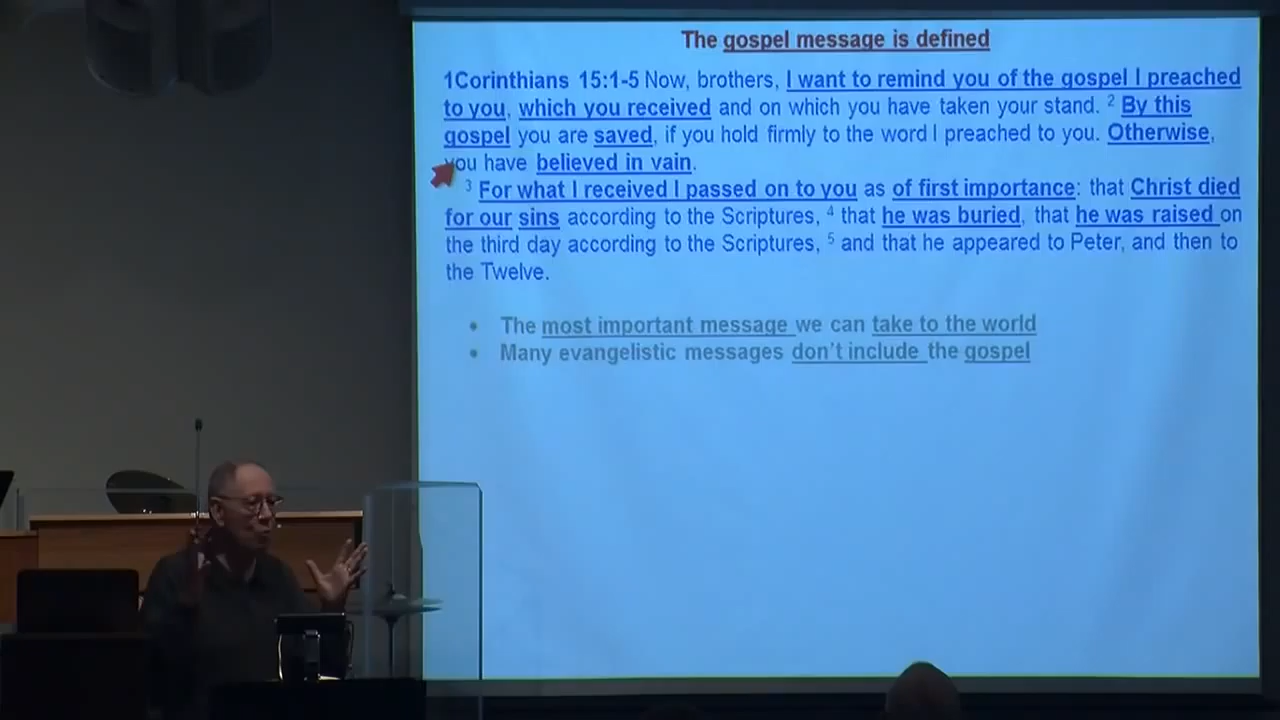 The gospel message is defined
1Corinthians 15:1-5 Now, brothers, I want to remind you of the gospel I preached
to you, which you received and on which you have taken your stand. 2 By this
gospel you are saved, if you hold firmly to the word I preached to you. Otherwise,
you have believed in vain.
3 For what I received I passed on to you as of first importance: that Christ died
for our sins according to the Scriptures, 4 that he was buried, that he was raised on
the third day according to the Scriptures, 5 and that he appeared to Peter, and then to
the Twelve.
• The most important message we can take to the world
• Many evangelistic messages don't include the gospel